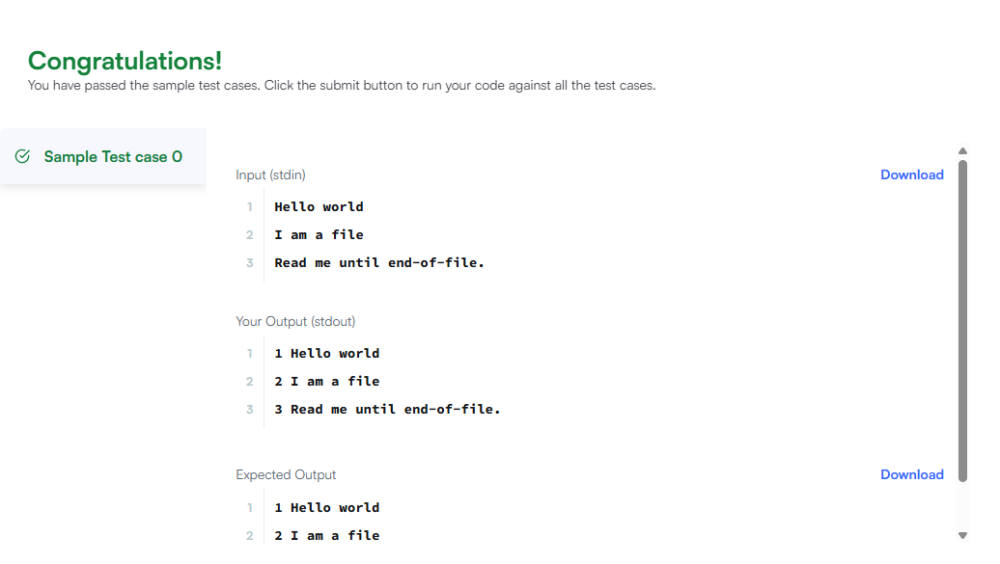 Congratulations!
You have passed the sample test cases. Click the submit button to run your code against all the test cases.
Sample Test case 0
Input (stdin)
Download
1 Hello world
2 I am a file
3 Read me until end-of-file.
Your Output (stdout)
1 1 Hello world
2 2 I am a file
3 3 Read me until end-of-file.
Expected Output
Download
1 1 Hello world
2 2 I am a file